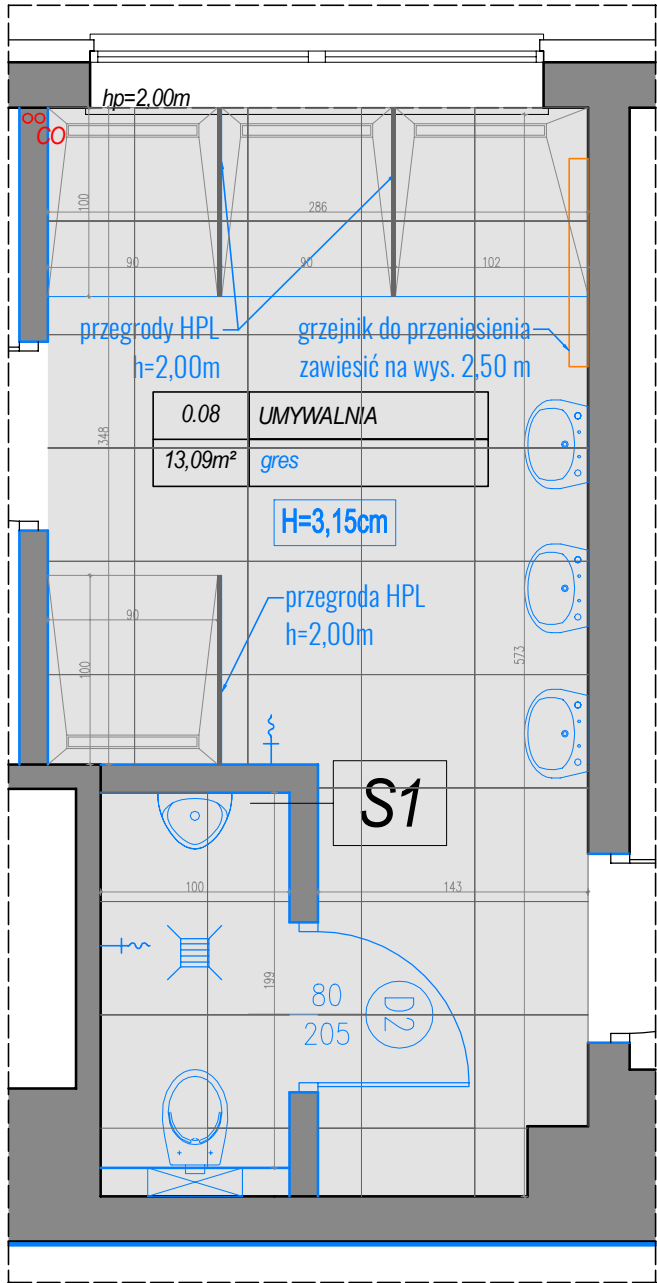 hp=2,00m
CO
100
286
90
90
102
przegrody HPL
h=2,00m
grzejnik do przeniesienia
zawiesić na wys. 2,50 m
0.08 UMYWALNIA
13,09m² gres
348
H=3,15cm
90
przegroda HPL
h=2,00m
100
573
S1
100
143
199
80
205
D2